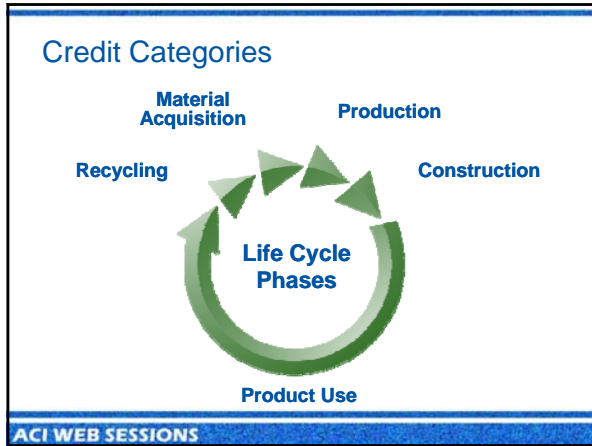 Credit Categories
Material
Acquisition
Production
Recycling
Construction
Life Cycle
Phases
Product Use
ACI WEB SESSIONS